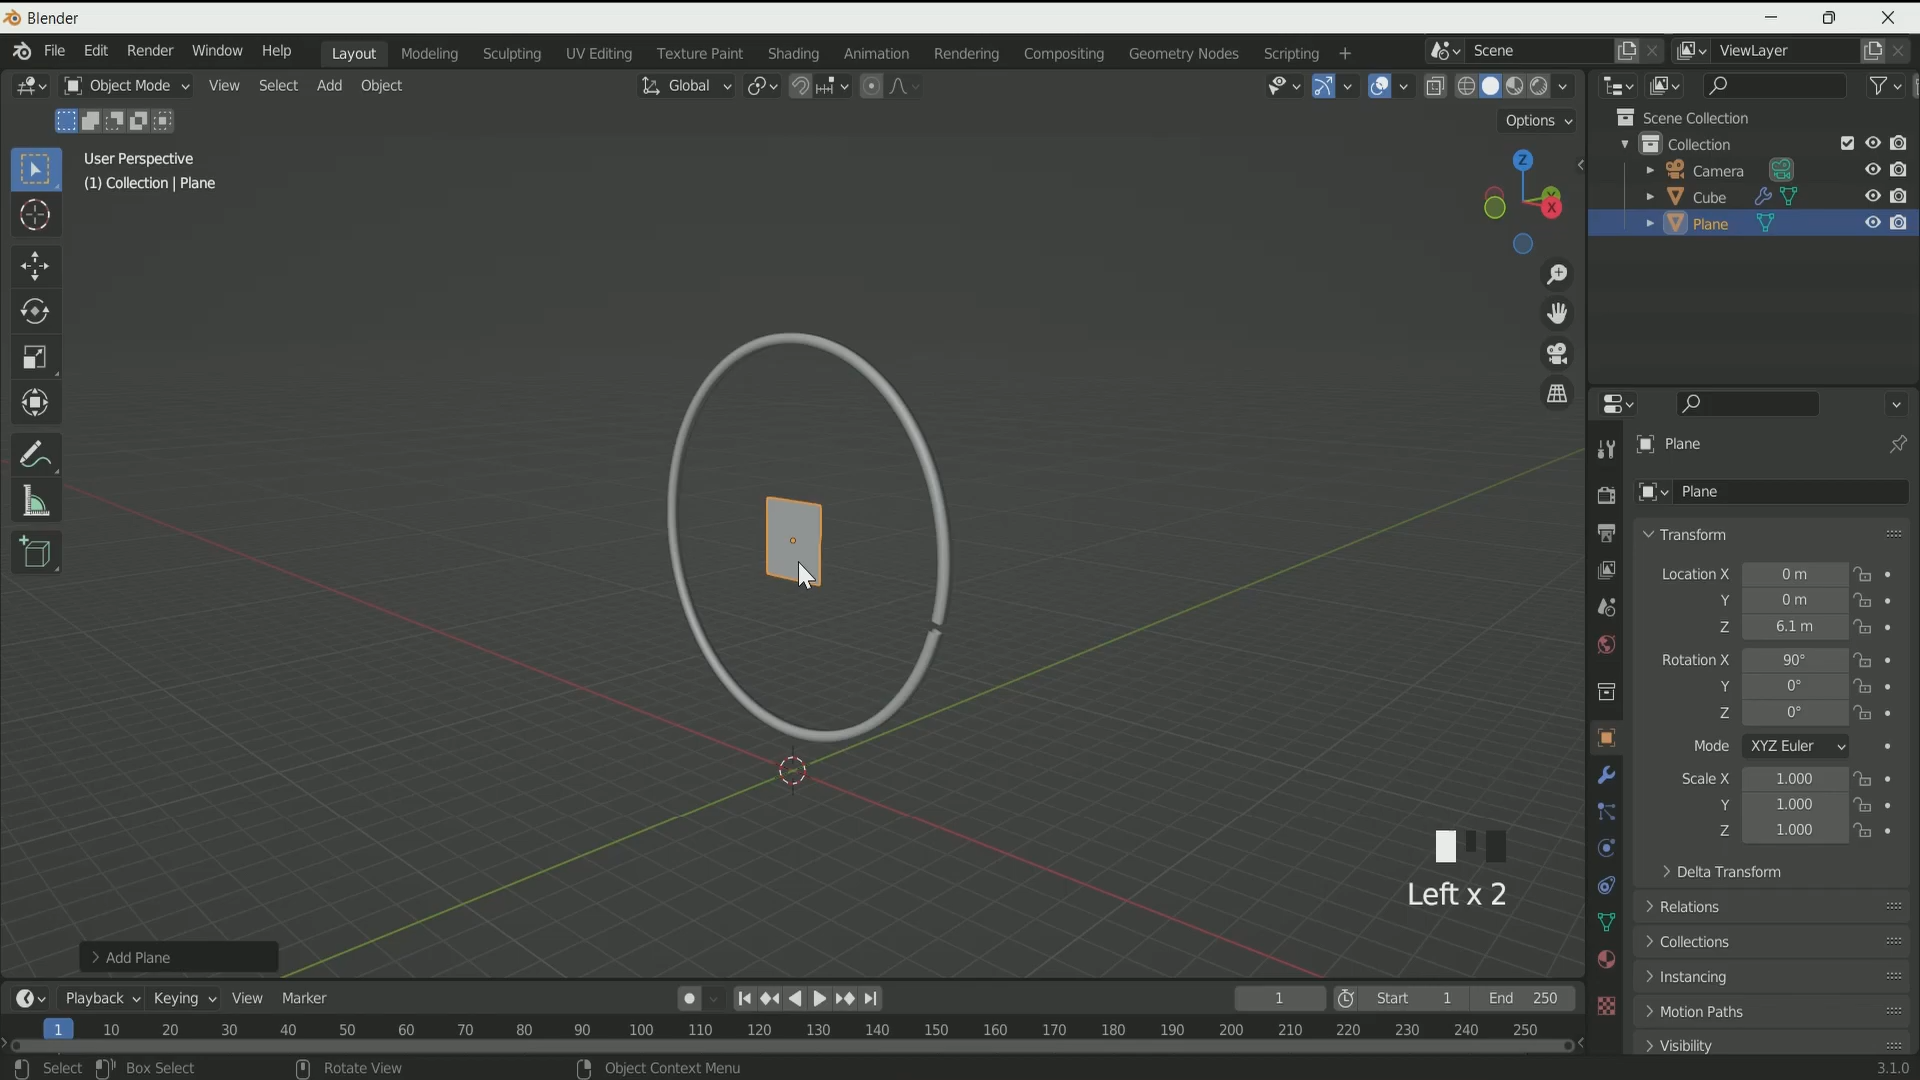 Blender
File Edit Render Window Help Layout Modeling Sculpting UV Editing Texture Paint Shading Animation Rendering Compositing Geometry Nodes Scripting + Scene ViewLayer
Object Mode View Select Add Object Global
Options
User Perspective
(1) Collection | Plane
Z
Y
X
Scene Collection
Collection
Camera
Cube
Plane
Plane
Plane
Transform
Location X 0 m
Y 0 m
Z 6.1 m
Rotation X 90°
Y 0°
Z 0°
Mode XYZ Euler
Scale X 1.000
Y 1.000
Z 1.000
Delta Transform
Relations
Collections
Instancing
Motion Paths
Visibility
Left x 2
Add Plane
Playback Keying View Marker 1 Start 1 End 250
1 10 20 30 40 50 60 70 80 90 100 110 120 130 140 150 160 170 180 190 200 210 220 230 240 250
Select Box Select Rotate View Object Context Menu 3.1.0